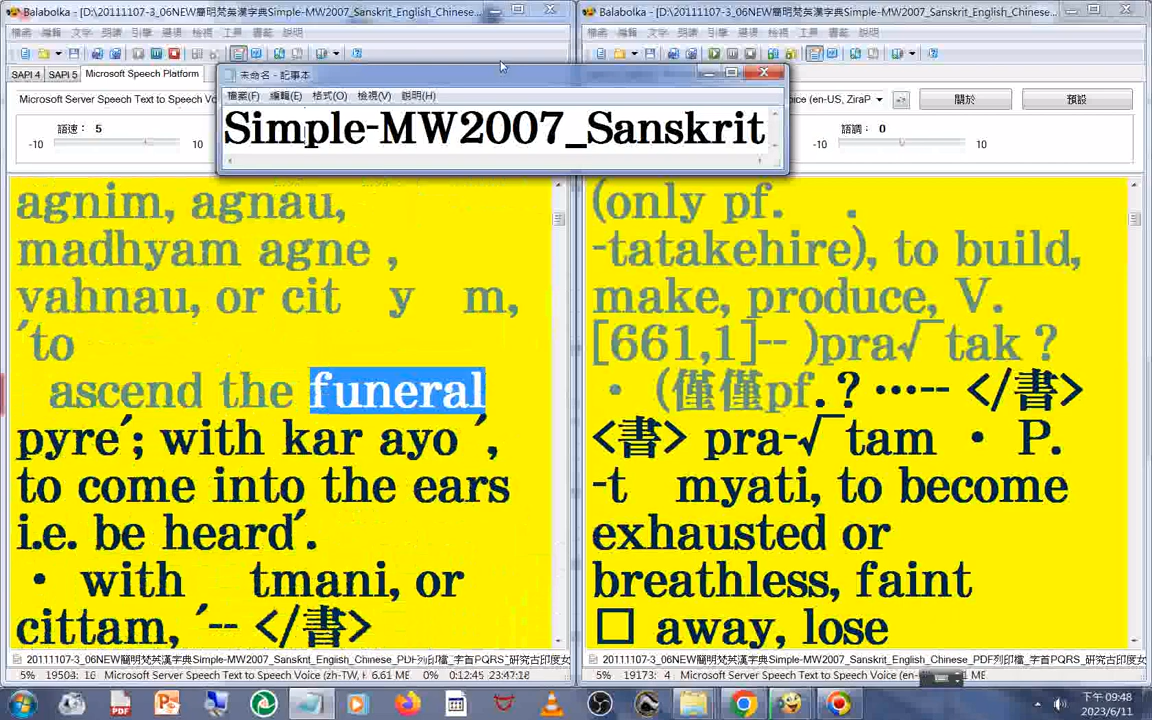 Balabolka - [D:\20111107-3_06NEW簡明梵英漢字典Simple-MW2007_Sanskrit_English_Chinese...
Balabolka - [D:\20111107-3_06NEW簡明梵英漢字典Simple-MW2007_Sanskrit_English_Chinese...
SAPI 4 SAPI 5 Microsoft Speech Platform
未命名 - 記事本
檔案(F) 編輯(E) 格式(O) 檢視(V) 說明(H)
Simple-MW2007_Sanskrit
Microsoft Server Speech Text to Speech Vo
ice (en-US, ZiraP
關於
預設
語速： 5
-10
10
語調： 0
10
agnim, agnau,
madhyam agne ,
vahnau, or cit y m,
'to
ascend the funeral
pyre'; with kar ayo ',
to come into the ears
i.e. be heard'.
• with tmani, or
cittam, '-- </書>
(only pf. .
-tatakehire), to build,
make, produce, V.
[661,1]-- )pra√ tak ?
• (僅僅pf. ? ···-- </書>
<書> pra-√ tam • P.
-t myati, to become
exhausted or
breathless, faint
□ away, lose
20111107-3_06NEW簡明梵英漢字典Simple-MW2007_Sansknt_English_Chinese_PDF列印檔_字首PQRS_研究古印度女
20111107-3_06NEW簡明梵英漢字典Simple-MW2007_Sansknt_English_Chinese_PDF列印檔_字首PQRS_研究古印度女
5% 19504: 16 Microsoft Server Speech Text to Speech Voice (zh-TW, 6.61 ME 0% 0:12:45 23:47:18
5% 19173: 4 Microsoft Server Speech Text to Speech Voice
ME
下午 09:48
2023/6/11